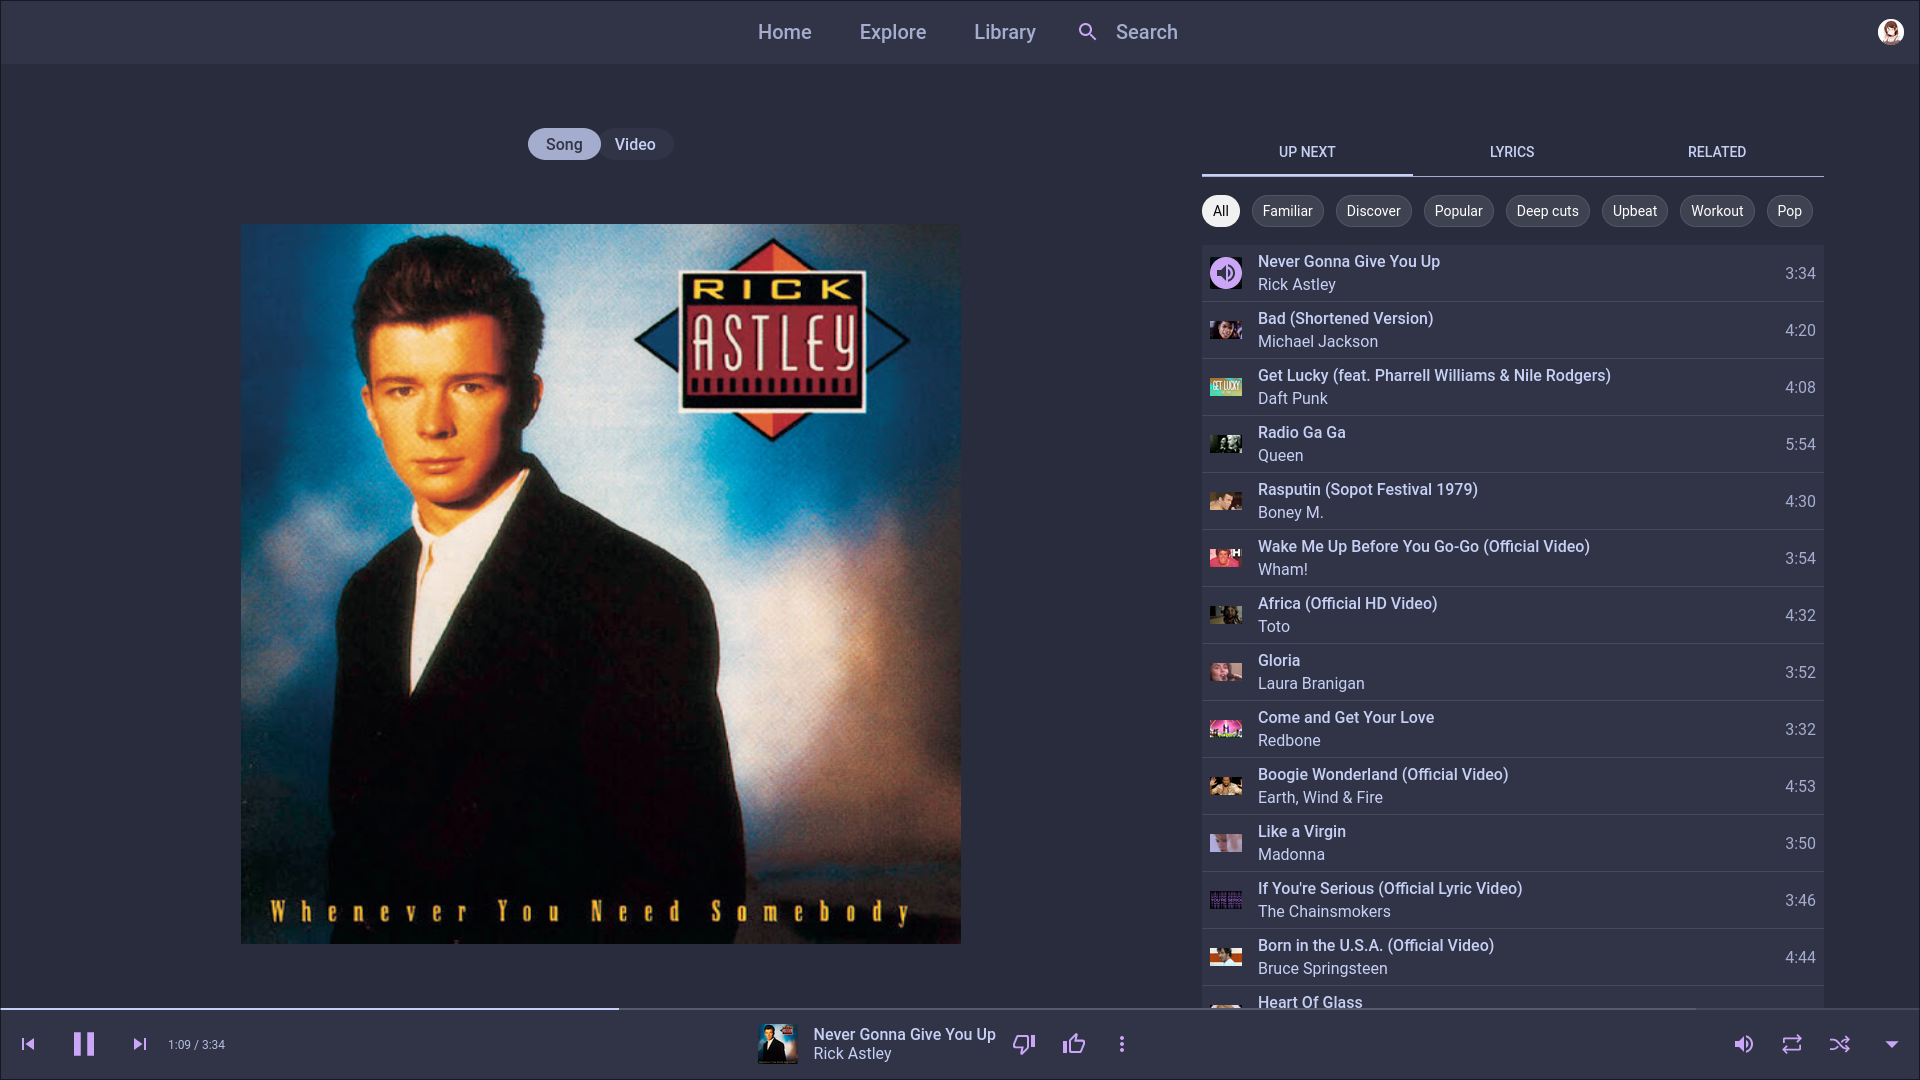 Home
Explore
Library
Search
Song
Video
RICK
ASTLEY
Whenever You Need Somebody
UP NEXT
LYRICS
RELATED
All
Familiar
Discover
Popular
Deep cuts
Upbeat
Workout
Pop
Never Gonna Give You Up
Rick Astley
3:34
Bad (Shortened Version)
Michael Jackson
4:20
GET LUCKY
Get Lucky (feat. Pharrell Williams & Nile Rodgers)
Daft Punk
4:08
Radio Ga Ga
Queen
5:54
Rasputin (Sopot Festival 1979)
Boney M.
4:30
Wake Me Up Before You Go-Go (Official Video)
Wham!
3:54
Africa (Official HD Video)
Toto
4:32
Gloria
Laura Branigan
3:52
Come and Get Your Love
Redbone
3:32
Boogie Wonderland (Official Video)
Earth, Wind & Fire
4:53
Like a Virgin
Madonna
3:50
If You're Serious (Official Lyric Video)
The Chainsmokers
3:46
Born in the U.S.A. (Official Video)
Bruce Springsteen
4:44
Heart Of Glass
1:09 / 3:34
Never Gonna Give You Up
Rick Astley